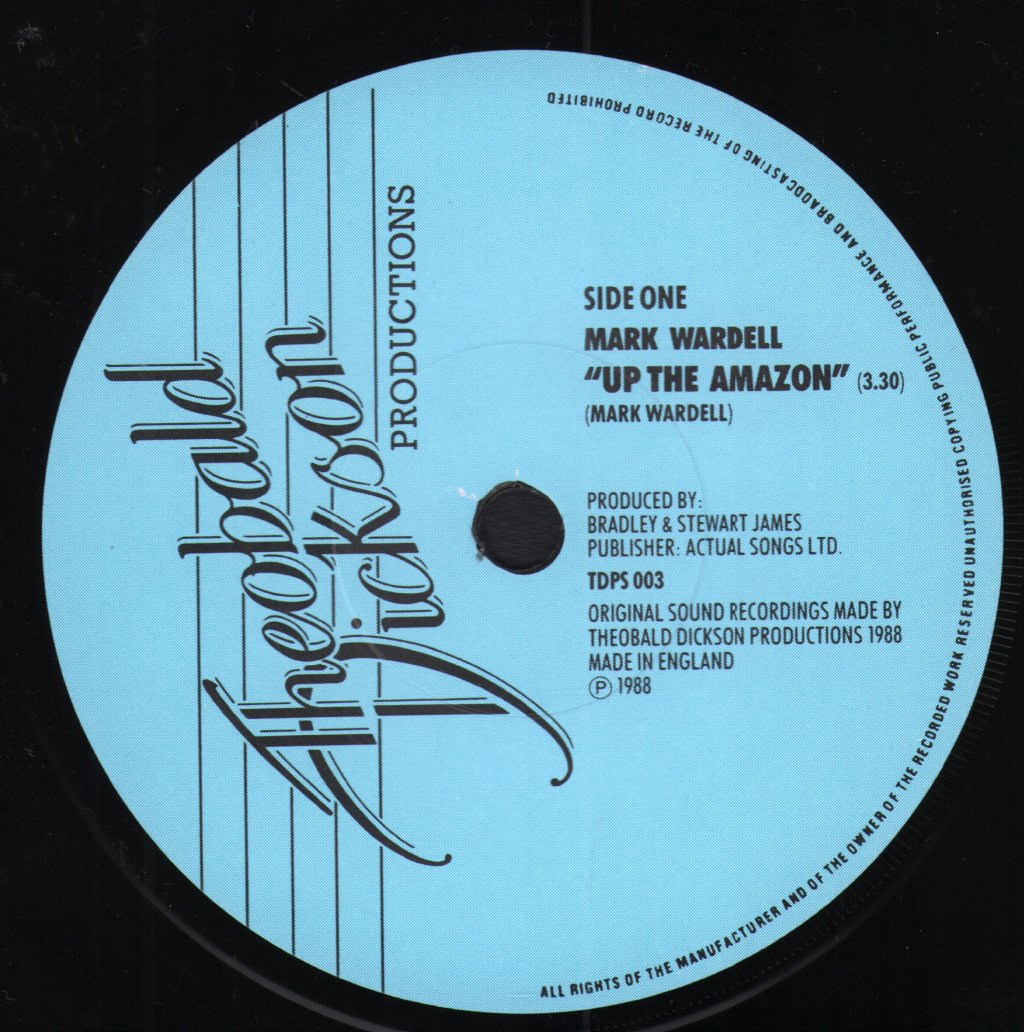 Theobald
Dickson
PRODUCTIONS
SIDE ONE
MARK WARDELL
“UP THE AMAZON” (3.30)
(MARK WARDELL)
PRODUCED BY:
BRADLEY & STEWART JAMES
PUBLISHER: ACTUAL SONGS LTD.
TDPS 003
ORIGINAL SOUND RECORDINGS MADE BY
THEOBALD DICKSON PRODUCTIONS 1988
MADE IN ENGLAND
Ⓟ 1988
ALL RIGHTS OF THE MANUFACTURER AND OF THE OWNER OF THE RECORDED WORK RESERVED UNAUTHORISED COPYING PUBLIC PERFORMANCE AND BRAODCASTING OF THE RECORD PROHIBITED